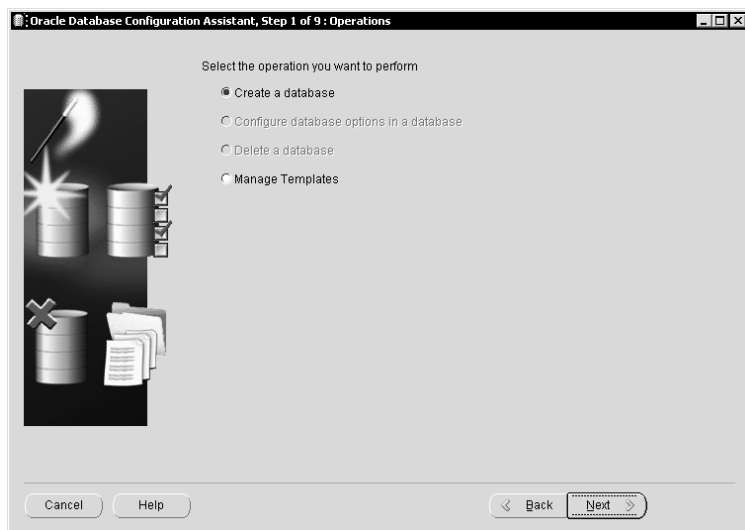 Oracle Database Configuration Assistant, Step 1 of 9 : Operations
Select the operation you want to perform
Create a database
Configure database options in a database
Delete a database
Manage Templates
Cancel
Help
Back
Next